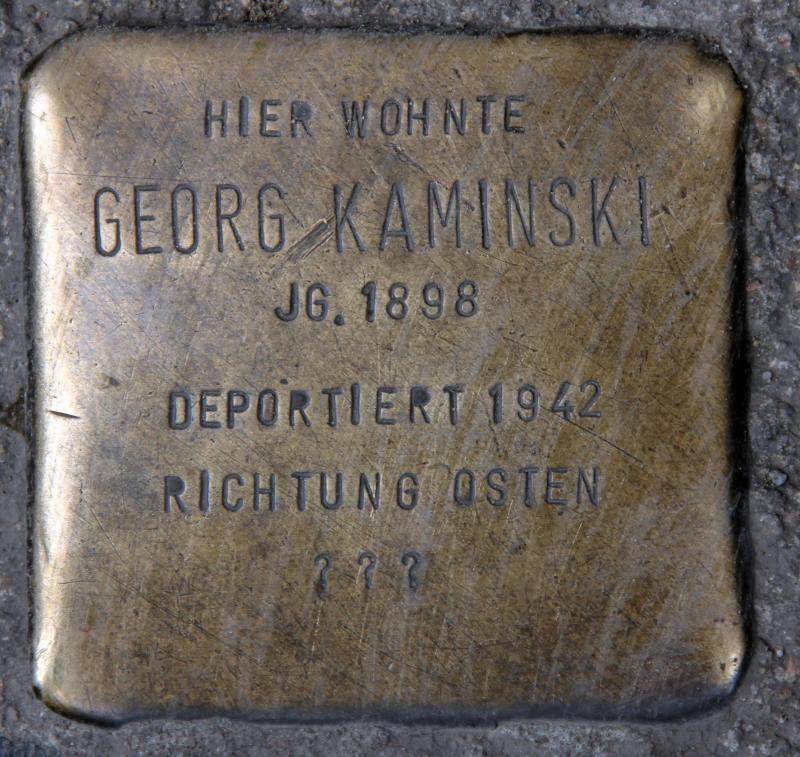 HIER WOHNTE
GEORG KAMINSKI
JG. 1898
DEPORTIERT 1942
RICHTUNG OSTEN
? ? ?